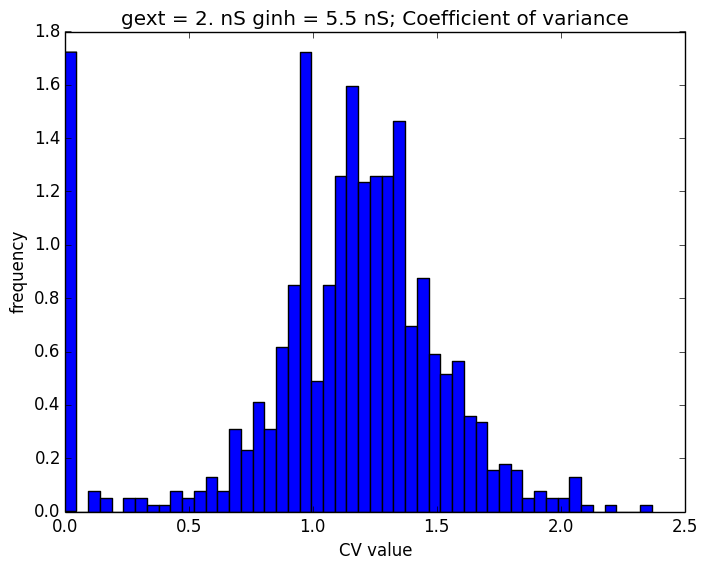 gext = 2. nS ginh = 5.5 nS; Coefficient of variance
1.8
1.6
1.4
1.2
1.0
0.8
0.6
0.4
0.2
0.0
frequency
0.0 0.5 1.0 1.5 2.0 2.5
CV value